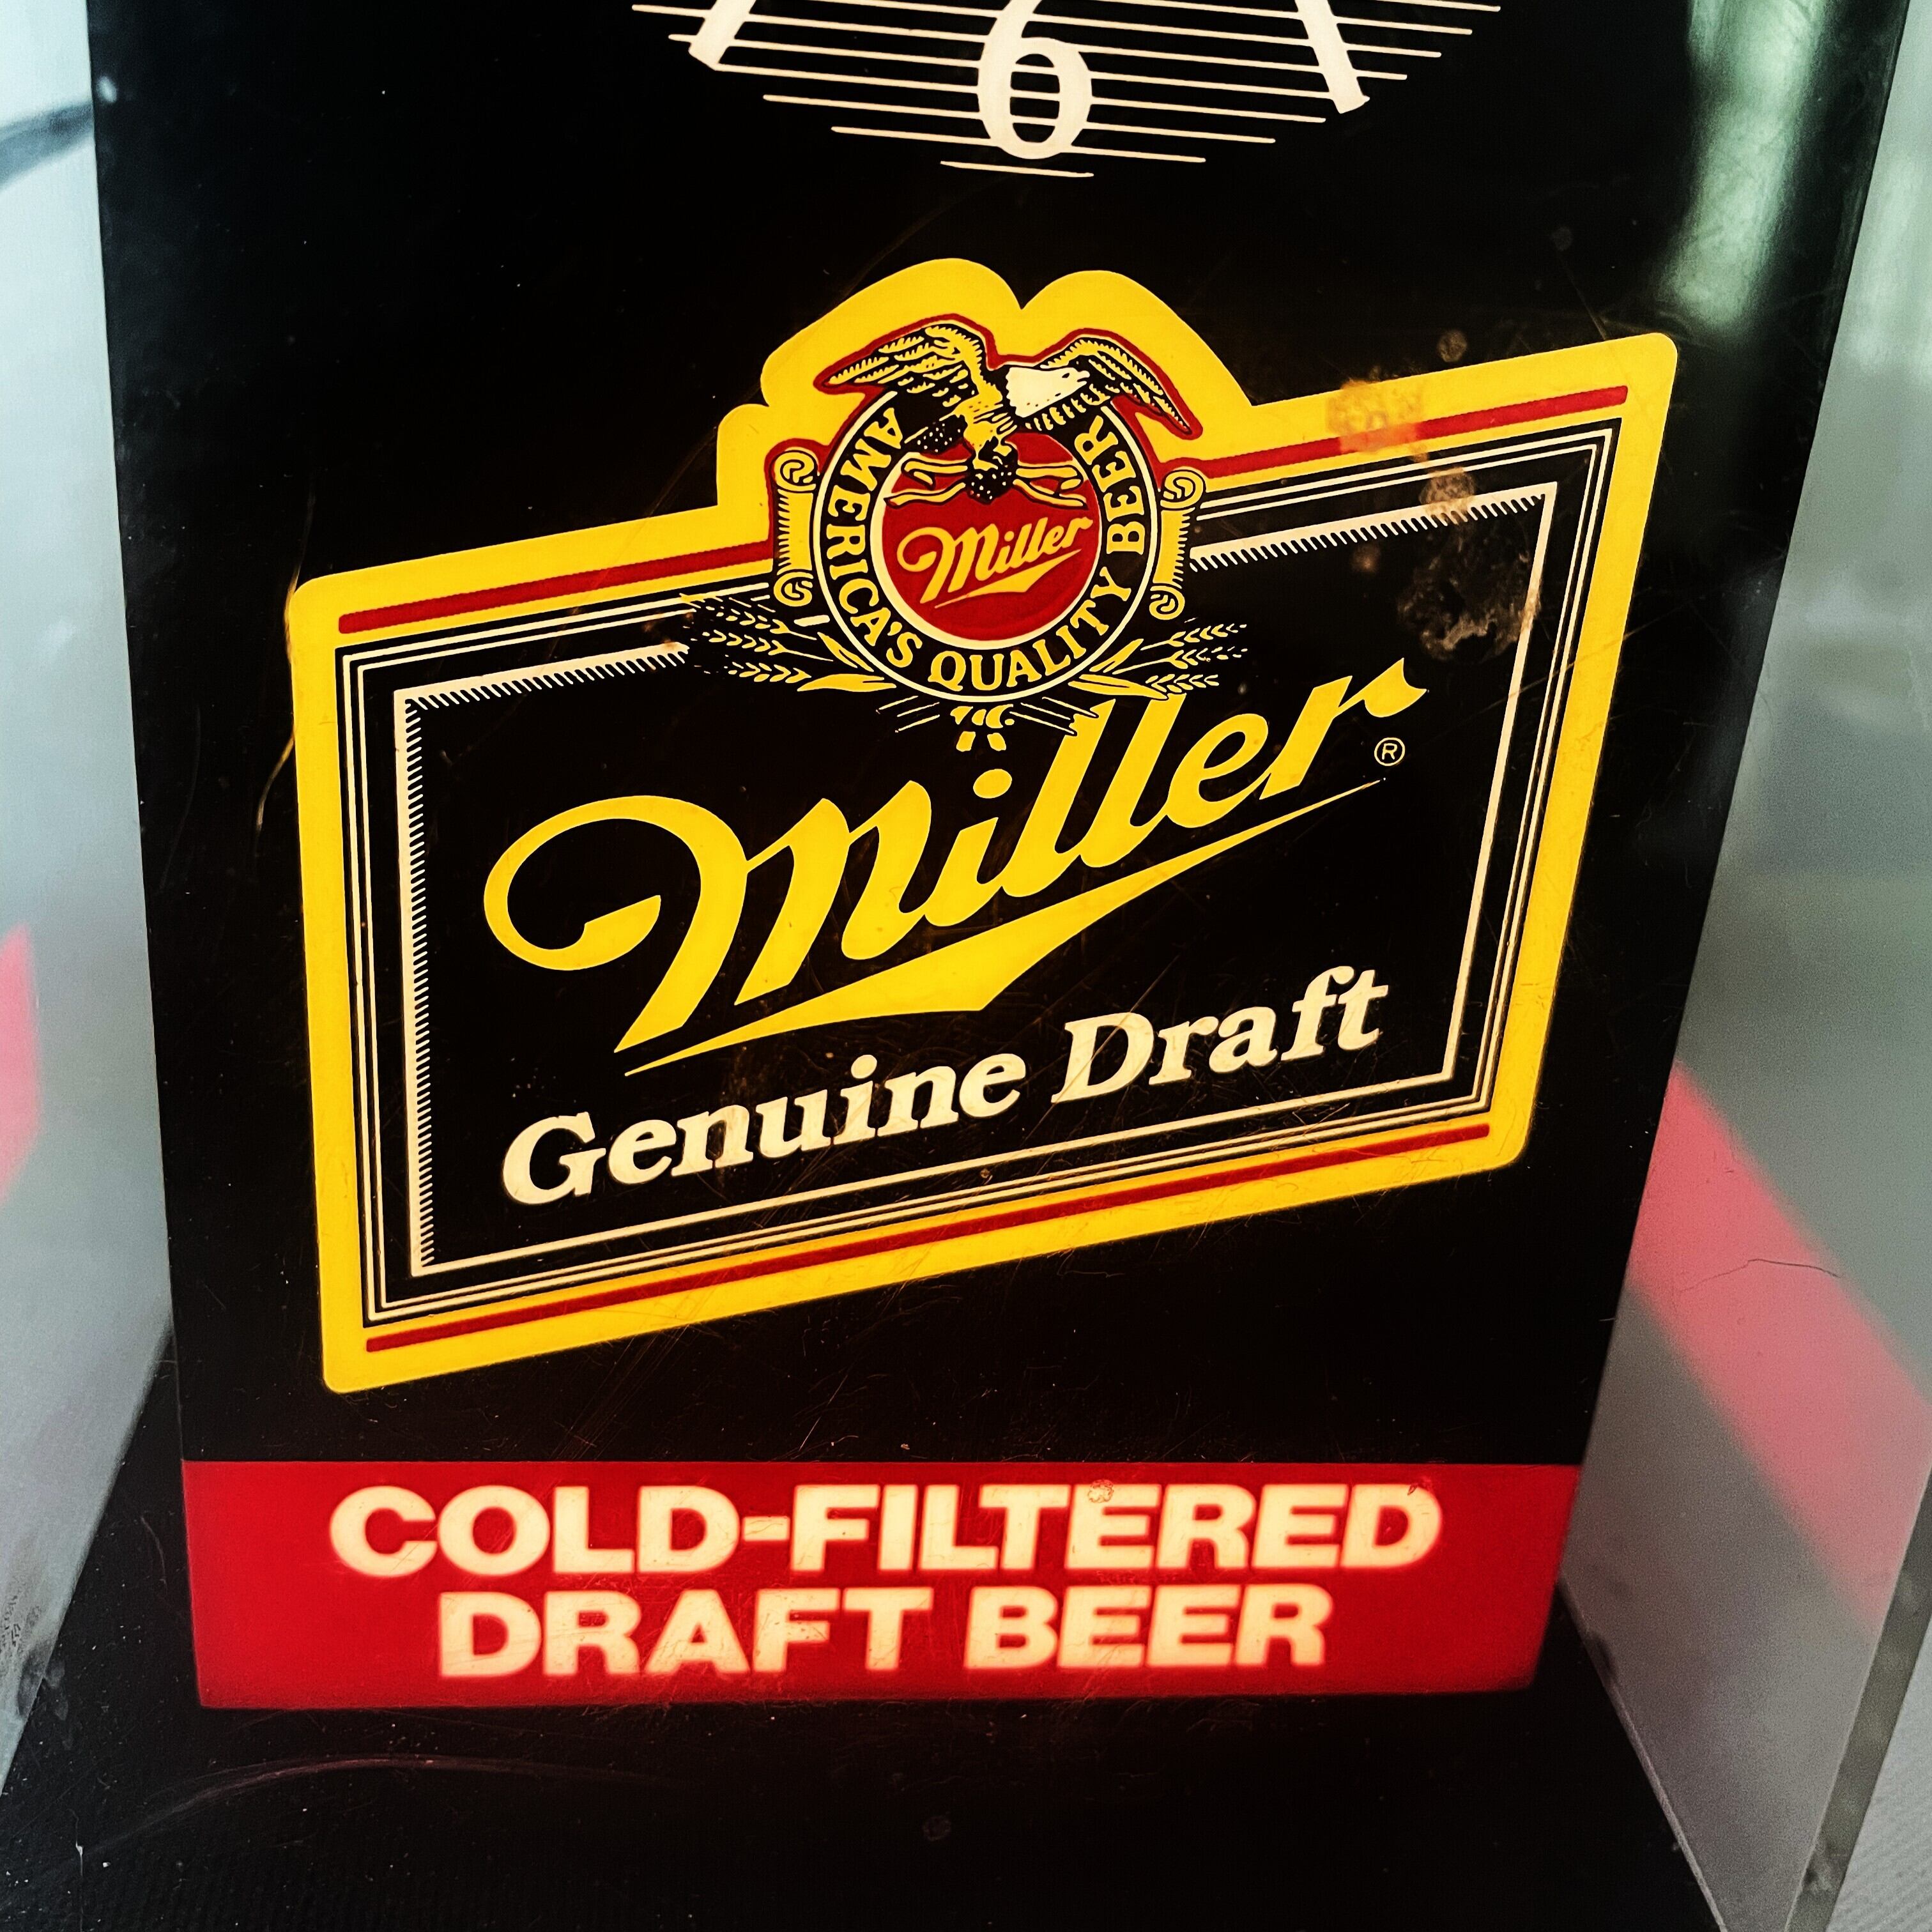 6
AMERICA'S QUALITY BEER
Miller
Miller®
Genuine Draft
COLD-FILTERED
DRAFT BEER